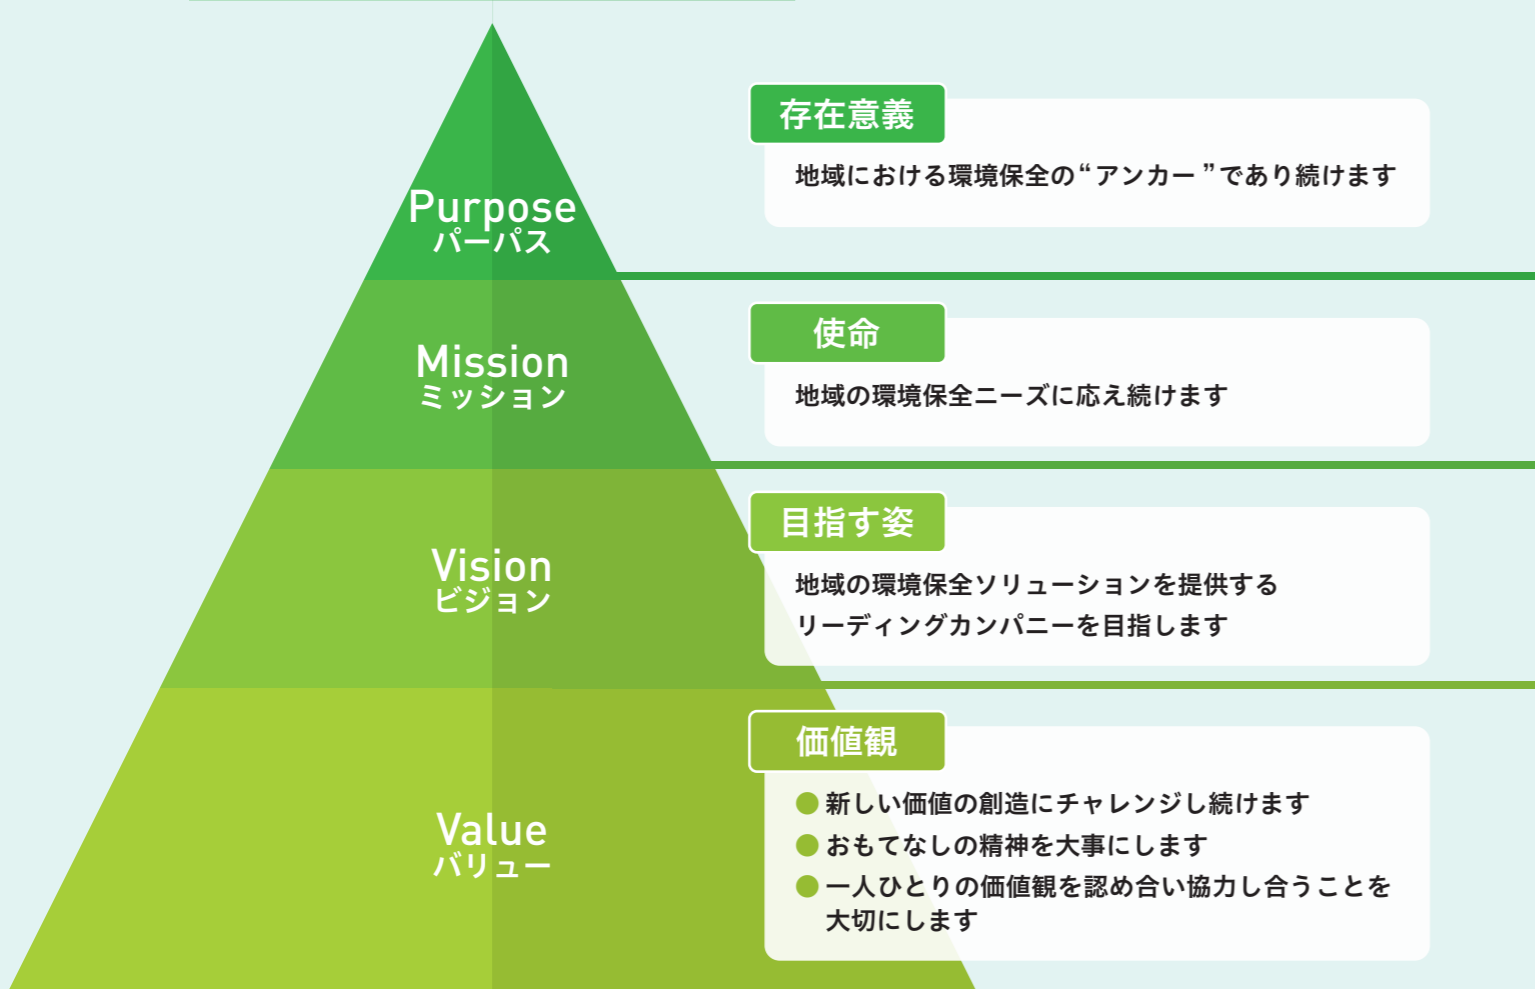 Purpose
パーパス
存在意義
地域における環境保全の“アンカー”であり続けます
Mission
ミッション
使命
地域の環境保全ニーズに応え続けます
Vision
ビジョン
目指す姿
地域の環境保全ソリューションを提供する
リーディングカンパニーを目指します
Value
バリュー
価値観
● 新しい価値の創造にチャレンジし続けます
● おもてなしの精神を大事にします
● 一人ひとりの価値観を認め合い協力し合うことを
大切にします